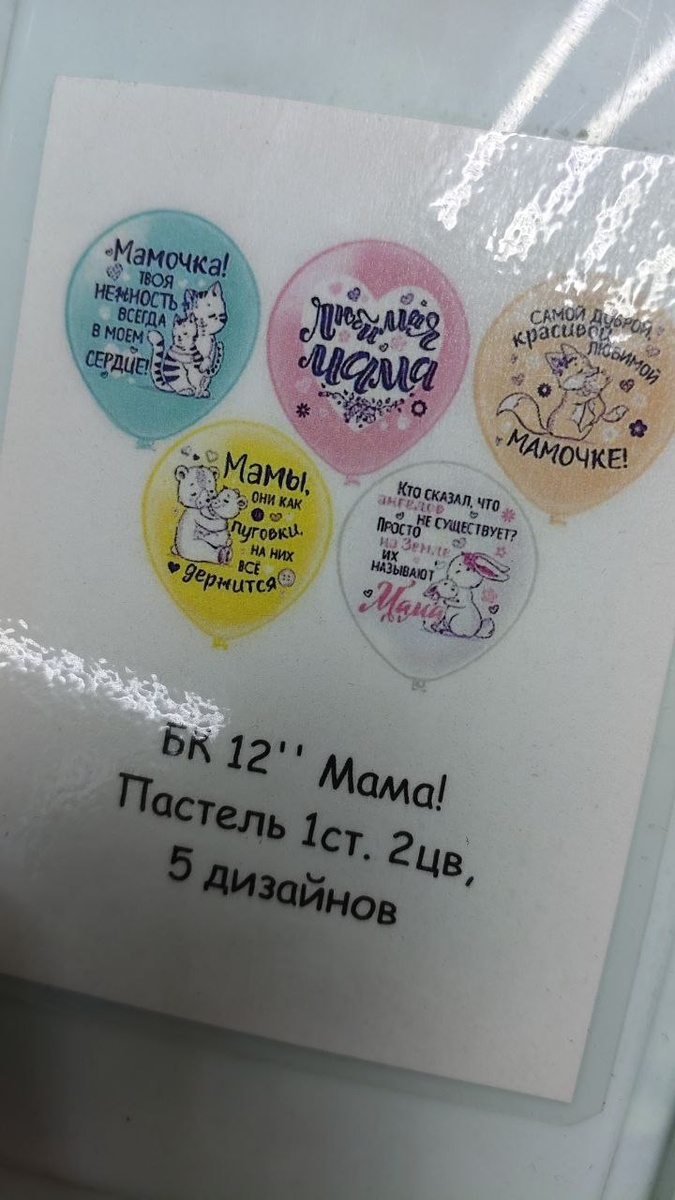 Мамочка!
ТВОЯ
НЕЖНОСТЬ
ВСЕГДА
В МОЕМ
СЕРДЦЕ!
Любимая
мама
САМОЙ ДОБРОЙ,
красивой,
ЛЮБИМОЙ
МАМОЧКЕ!
Мамы,
ОНИ КАК
пуговки,
НА НИХ
ВСЁ
держится
Кто сказал, что
ангелов
НЕ СУЩЕСТВУЕТ?
ПРОСТО
на Земле
ИХ
НАЗЫВАЮТ
Мама
БК 12'' Мама!
Пастель 1ст. 2цв,
5 дизайнов